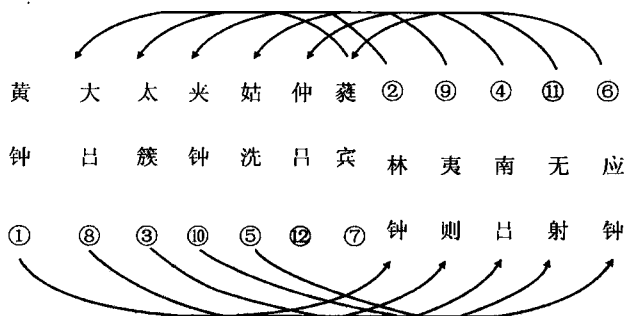 黄 大 太 夹 姑 仲 蕤 ② ⑨ ④ ⑪ ⑥
钟 吕 簇 钟 洗 吕 宾 林 夷 南 无 应
① ⑧ ③ ⑩ ⑤ ⑫ ⑦ 钟 则 吕 射 钟